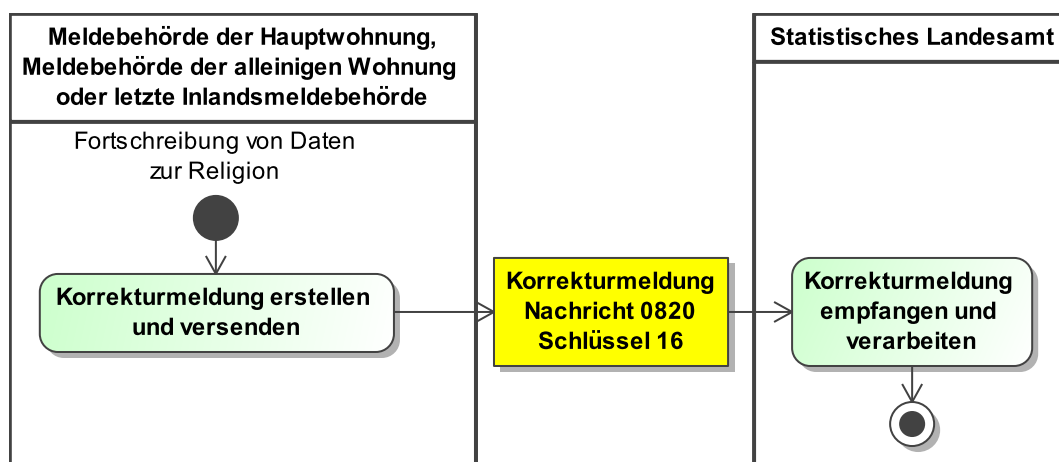 Meldebehörde der Hauptwohnung,
Meldebehörde der alleinigen Wohnung
oder letzte Inlandsmeldebehörde
Statistisches Landesamt
Fortschreibung von Daten
zur Religion
Korrekturmeldung erstellen
und versenden
Korrekturmeldung
Nachricht 0820
Schlüssel 16
Korrekturmeldung
empfangen und
verarbeiten